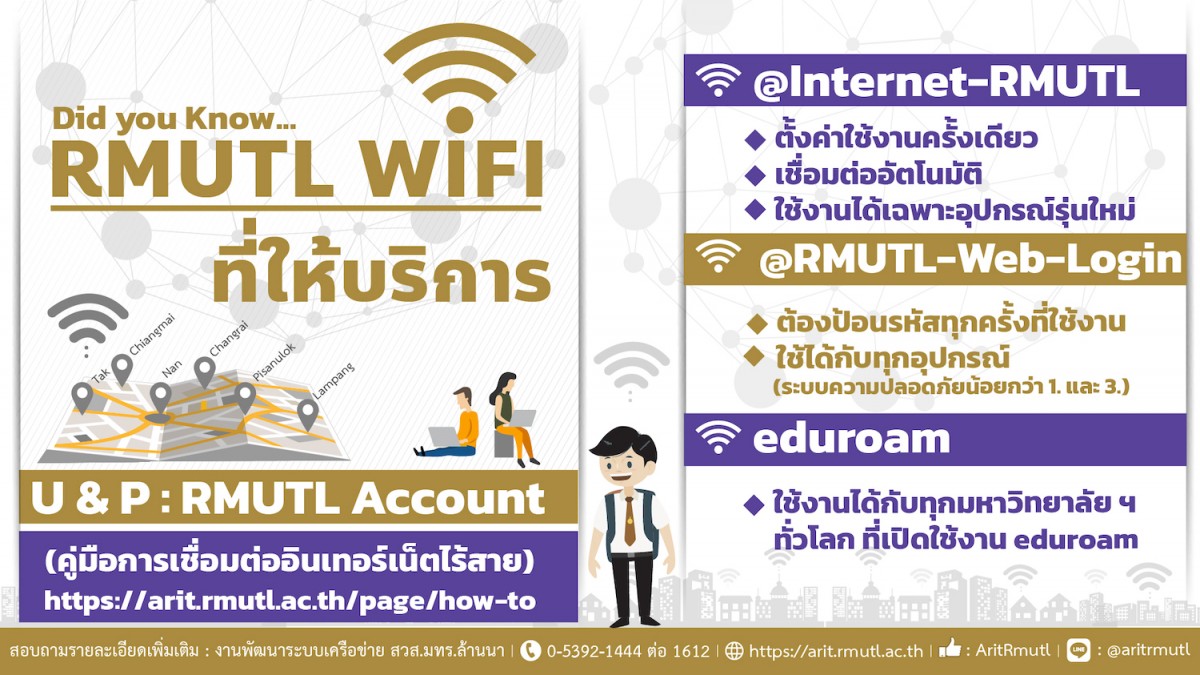 Did you Know...
RMUTL WiFi
ที่ให้บริการ
Tak
Chiangmai
Nan
Changrai
Pisanulok
Lampang
U & P : RMUTL Account
(คู่มือการเชื่อมต่ออินเทอร์เน็ตไร้สาย)
https://arit.rmutl.ac.th/page/how-to
@Internet-RMUTL
ตั้งค่าใช้งานครั้งเดียว
เชื่อมต่ออัตโนมัติ
ใช้งานได้เฉพาะอุปกรณ์รุ่นใหม่
@RMUTL-Web-Login
ต้องป้อนรหัสทุกครั้งที่ใช้งาน
ใช้ได้กับทุกอุปกรณ์
(ระบบความปลอดภัยน้อยกว่า 1. และ 3.)
eduroam
ใช้งานได้กับทุกมหาวิทยาลัย ฯ
ทั่วโลก ที่เปิดใช้งาน eduroam
สอบถามรายละเอียดเพิ่มเติม : งานพัฒนาระบบเครือข่าย สวส.มทร.ล้านนา | 0-5392-1444 ต่อ 1612 | https://arit.rmutl.ac.th | : AritRmutl | LINE : @aritrmutl